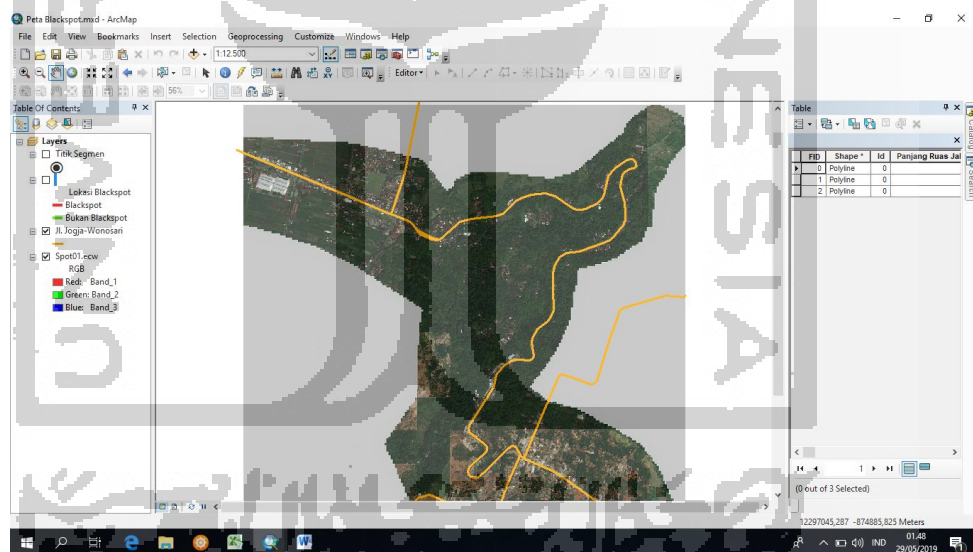 Peta Blackspot.mxd - ArcMap
File Edit View Bookmarks Insert Selection Geoprocessing Customize Windows Help
1:12.500
Editor
56%
Table Of Contents
Layers
Titik Segmen
Lokasi Blackspot
Blackspot
Bukan Blackspot
Jl. Jogja-Wonosari
Spot01.ecw
RGB
Red: Band_1
Green: Band_2
Blue: Band_3
Table
FID Shape * Id Panjang Ruas Jal
0 Polyline 0
1 Polyline 0
2 Polyline 0
1
(0 out of 3 Selected)
Catalog
Search
12297045,287 -874885,825 Meters
IND
01.48
29/05/2019